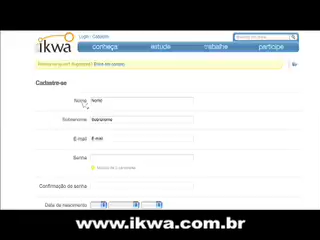 ikwa
Login | Cadastro
conheça estude trabalhe participe
Cadastre-se
Nome Nome
Sobrenome Sobrenome
E-mail E-mail
Senha
Confirmação de senha
Data de nascimento
www.ikwa.com.br